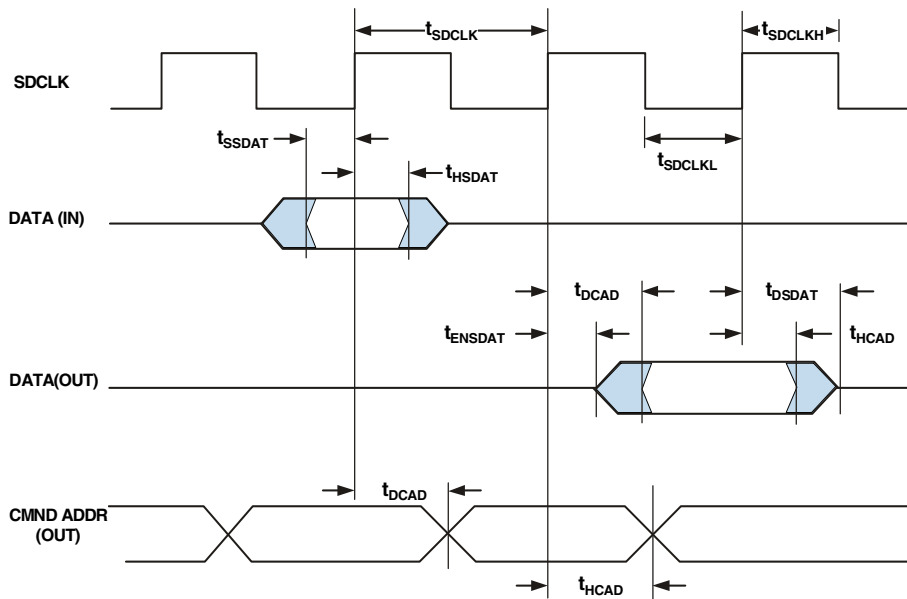 tSDCLK
tSDCLKH
SDCLK
tSSDAT
tHSDAT
tSDCLKL
DATA (IN)
tDCAD
tDSDAT
tENSDAT
tHCAD
DATA(OUT)
tDCAD
CMND ADDR
(OUT)
tHCAD